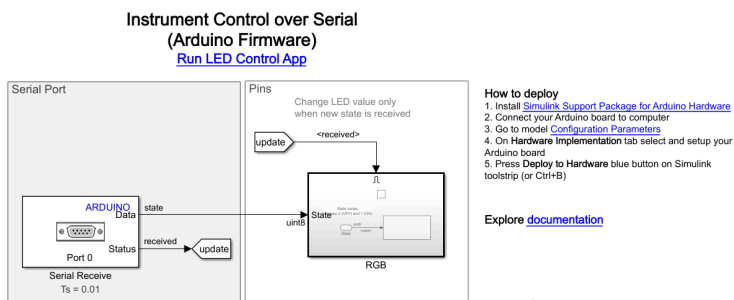 Instrument Control over Serial
(Arduino Firmware)
Run LED Control App
Serial Port
ARDUINO
Data
Status
Port 0
Serial Receive
Ts = 0.01
state
received
update
Pins
Change LED value only
when new state is received
update
<received>
uint8
State
State
uint8
RGB
How to deploy
1. Install Simulink Support Package for Arduino Hardware
2. Connect your Arduino board to computer
3. Go to model Configuration Parameters
4. On Hardware Implementation tab select and setup your
Arduino board
5. Press Deploy to Hardware blue button on Simulink
toolstrip (or Ctrl+B)
Explore documentation